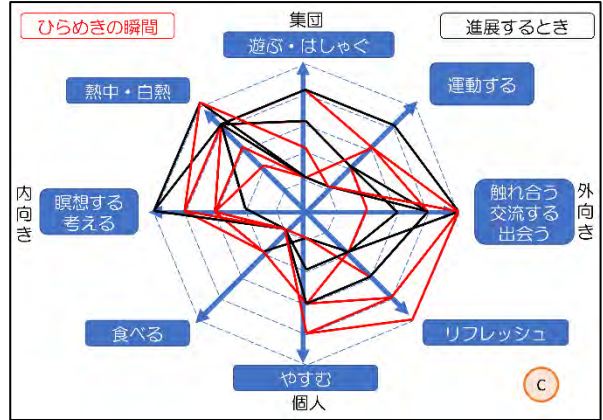 ひらめきの瞬間
集団
進展するとき
遊ぶ・はしゃぐ
熱中・白熱
運動する
内向き
瞑想する
考える
触れ合う
交流する
出会う
外向き
食べる
リフレッシュ
やすむ
個人
C